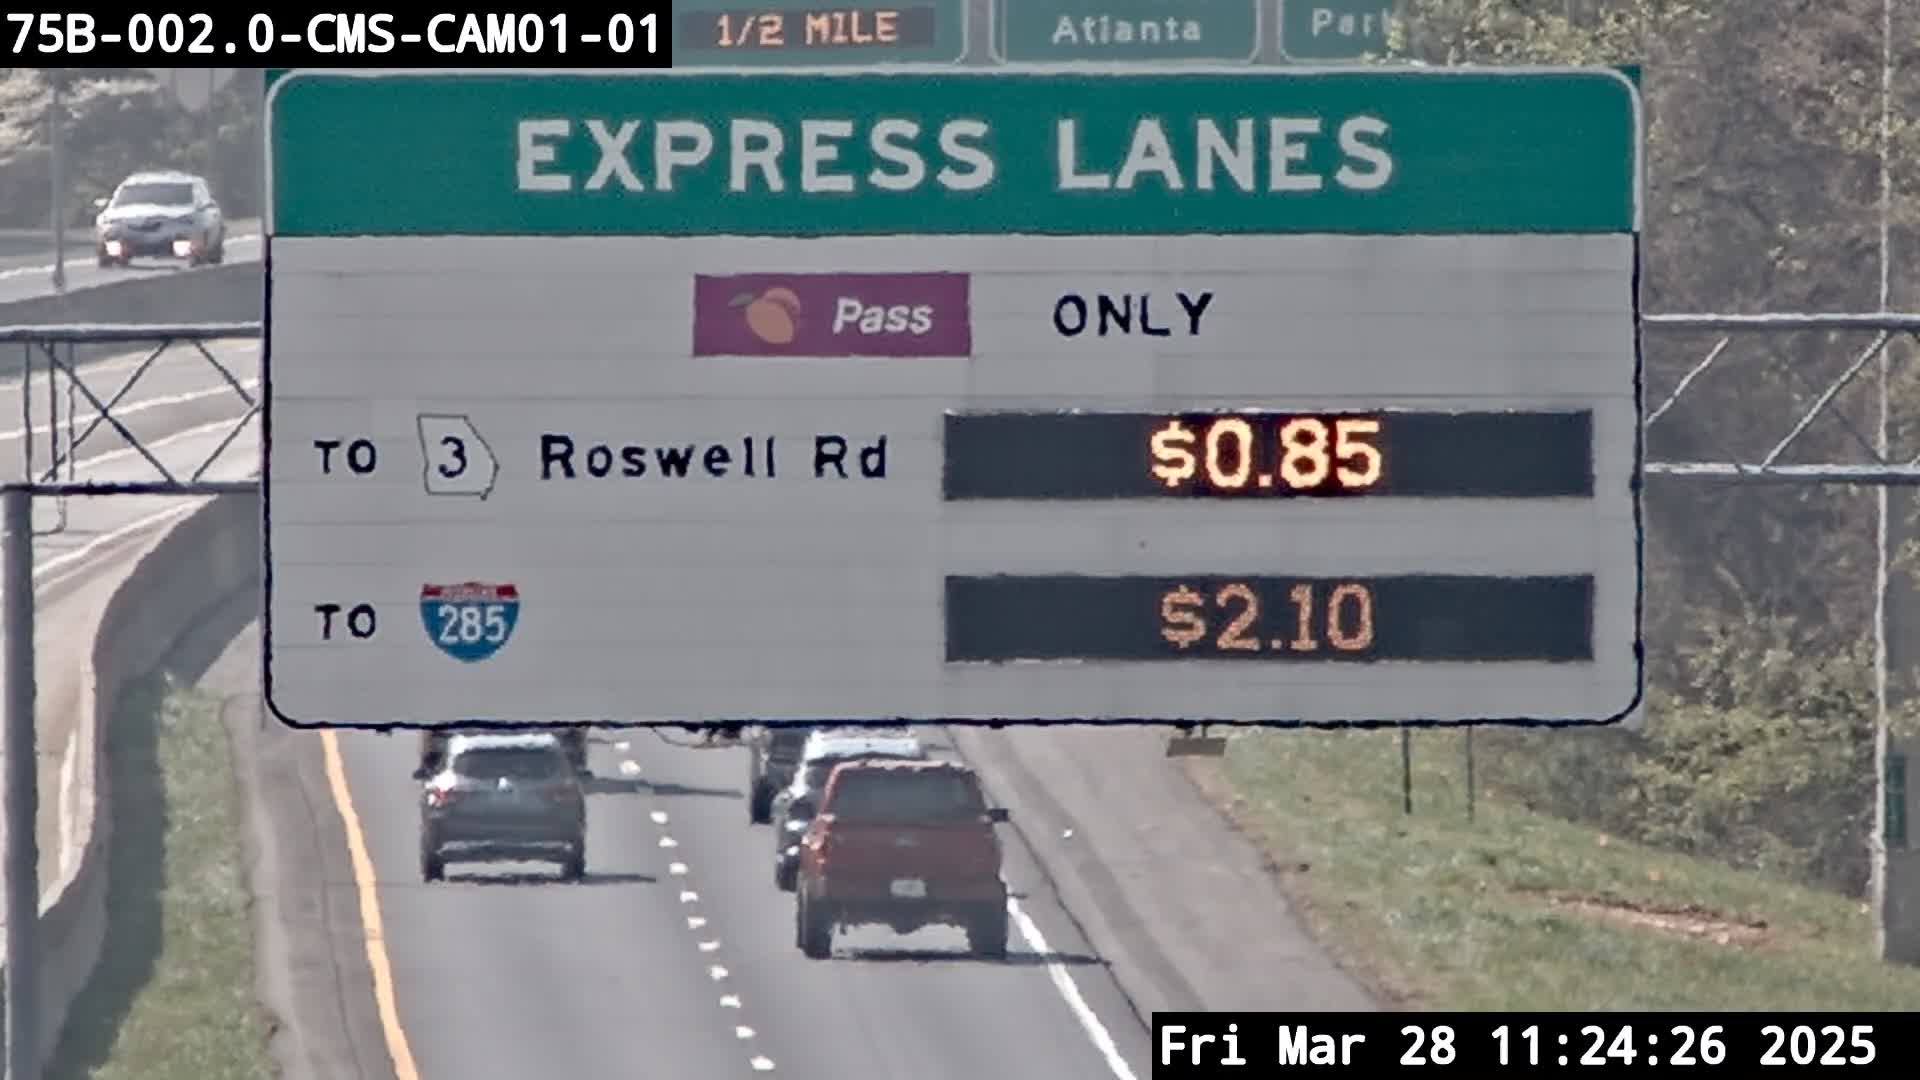 75B-002.0-CMS-CAM01-01
1/2 MILE
Atlanta
EXPRESS LANES
Pass ONLY
TO 3 Roswell Rd $0.85
TO 285 $2.10
Fri Mar 28 11:24:26 2025